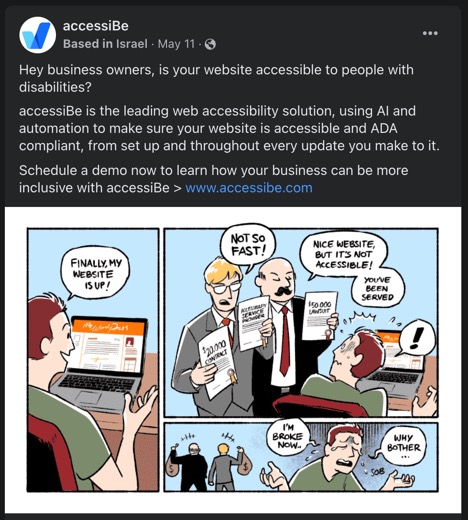 accessiBe
Based in Israel · May 11 ·
Hey business owners, is your website accessible to people with
disabilities?
accessiBe is the leading web accessibility solution, using AI and
automation to make sure your website is accessible and ADA
compliant, from set up and throughout every update you make to it.
Schedule a demo now to learn how your business can be more
inclusive with accessiBe > www.accessibe.com
FINALLY, MY
WEBSITE
IS UP!
NOT SO
FAST!
NICE WEBSITE,
BUT IT'S NOT
ACCESSIBLE!
YOU'VE
BEEN
SERVED
$20,000
CONTRACT
ACCESSIBILITY
SERVICE
PROVIDER
$50.000
LAWSUIT
!
I'M
BROKE
NOW..
WHY
BOTHER
...
SOB